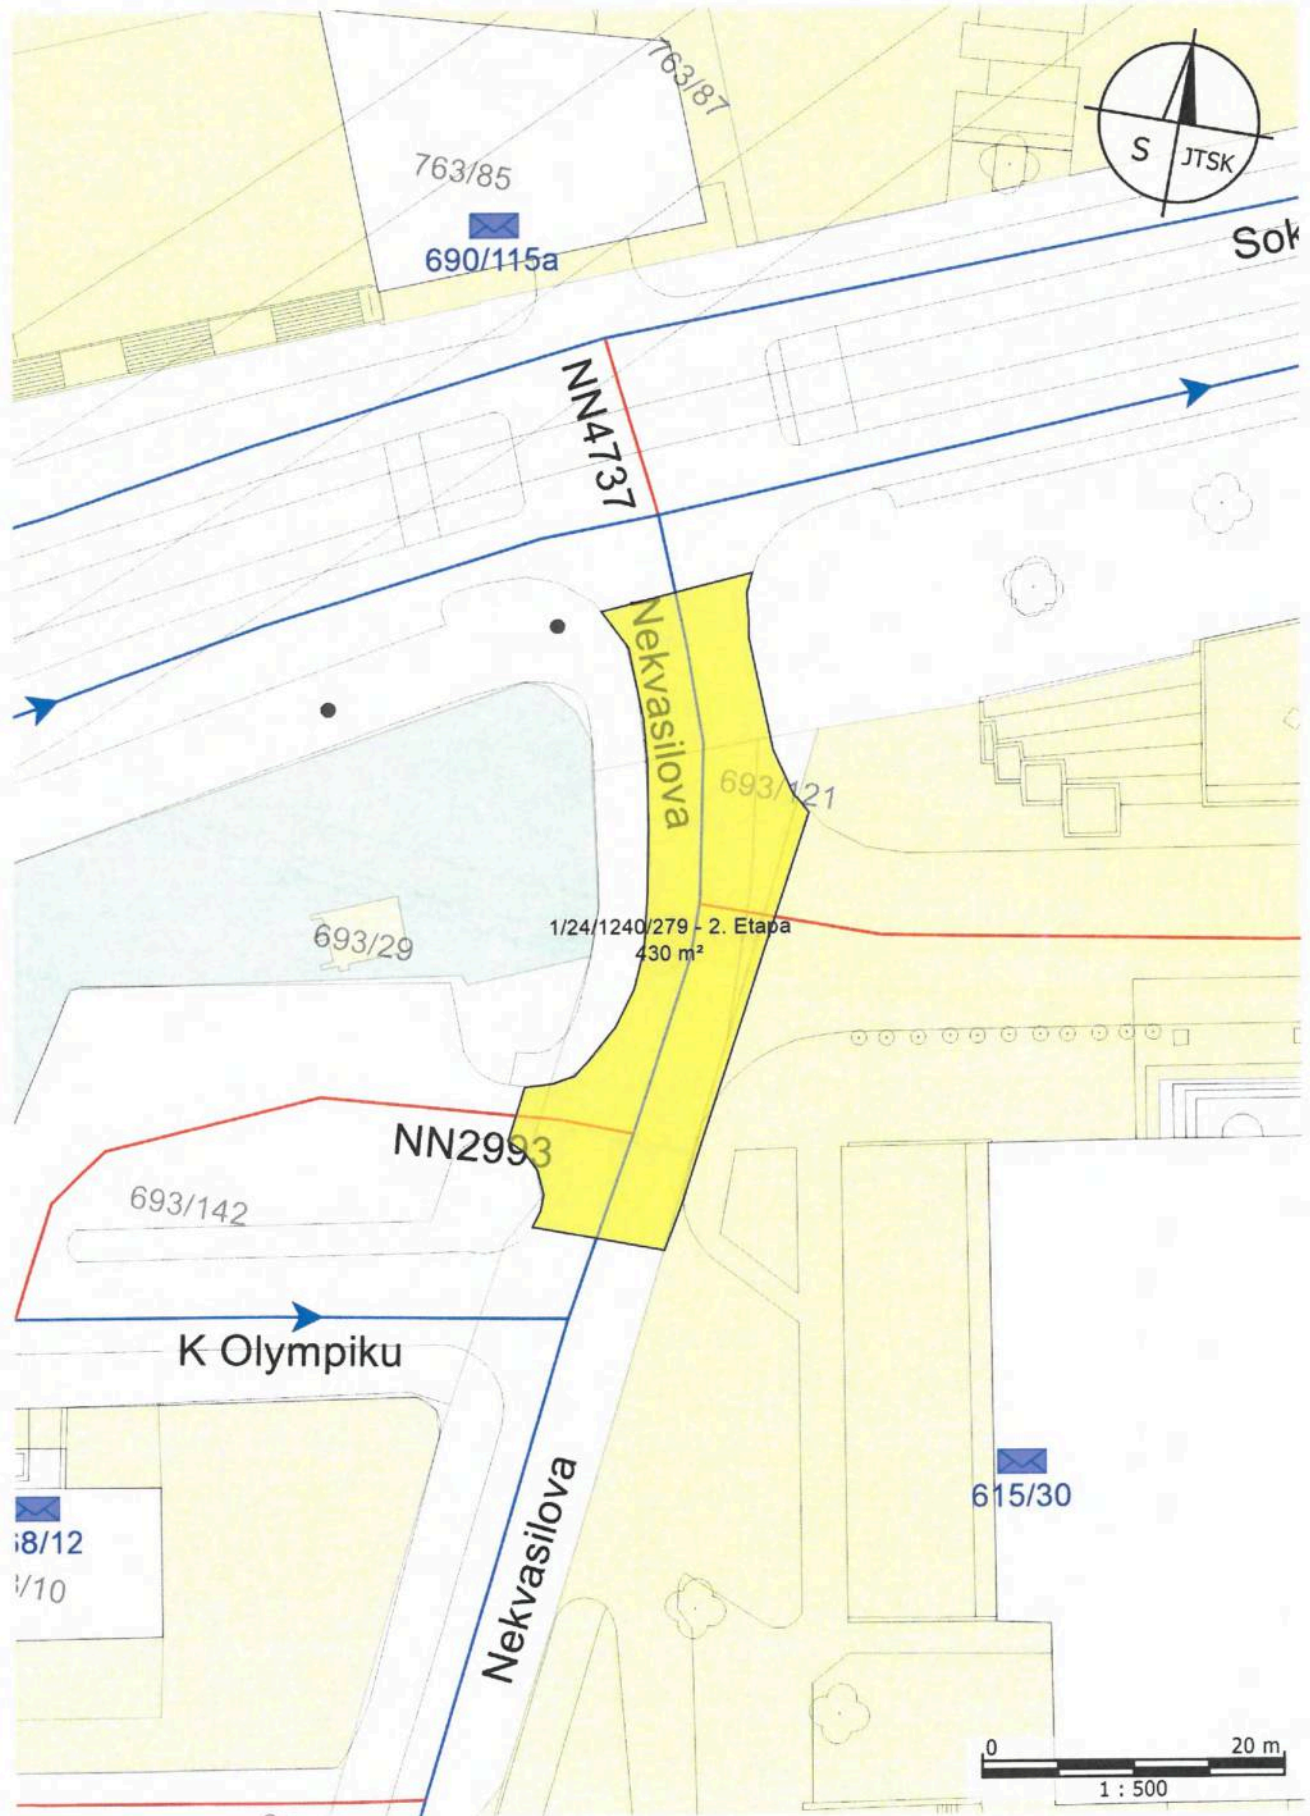 763/87
763/85
S JTSK
690/115a
Sok
NN4737
Nekvasilova
693/121
1/24/1240/279 - 2. Etapa
430 m²
693/29
NN2993
693/142
K Olympiku
615/30
68/12
/10
Nekvasilova
0 20 m
1 : 500